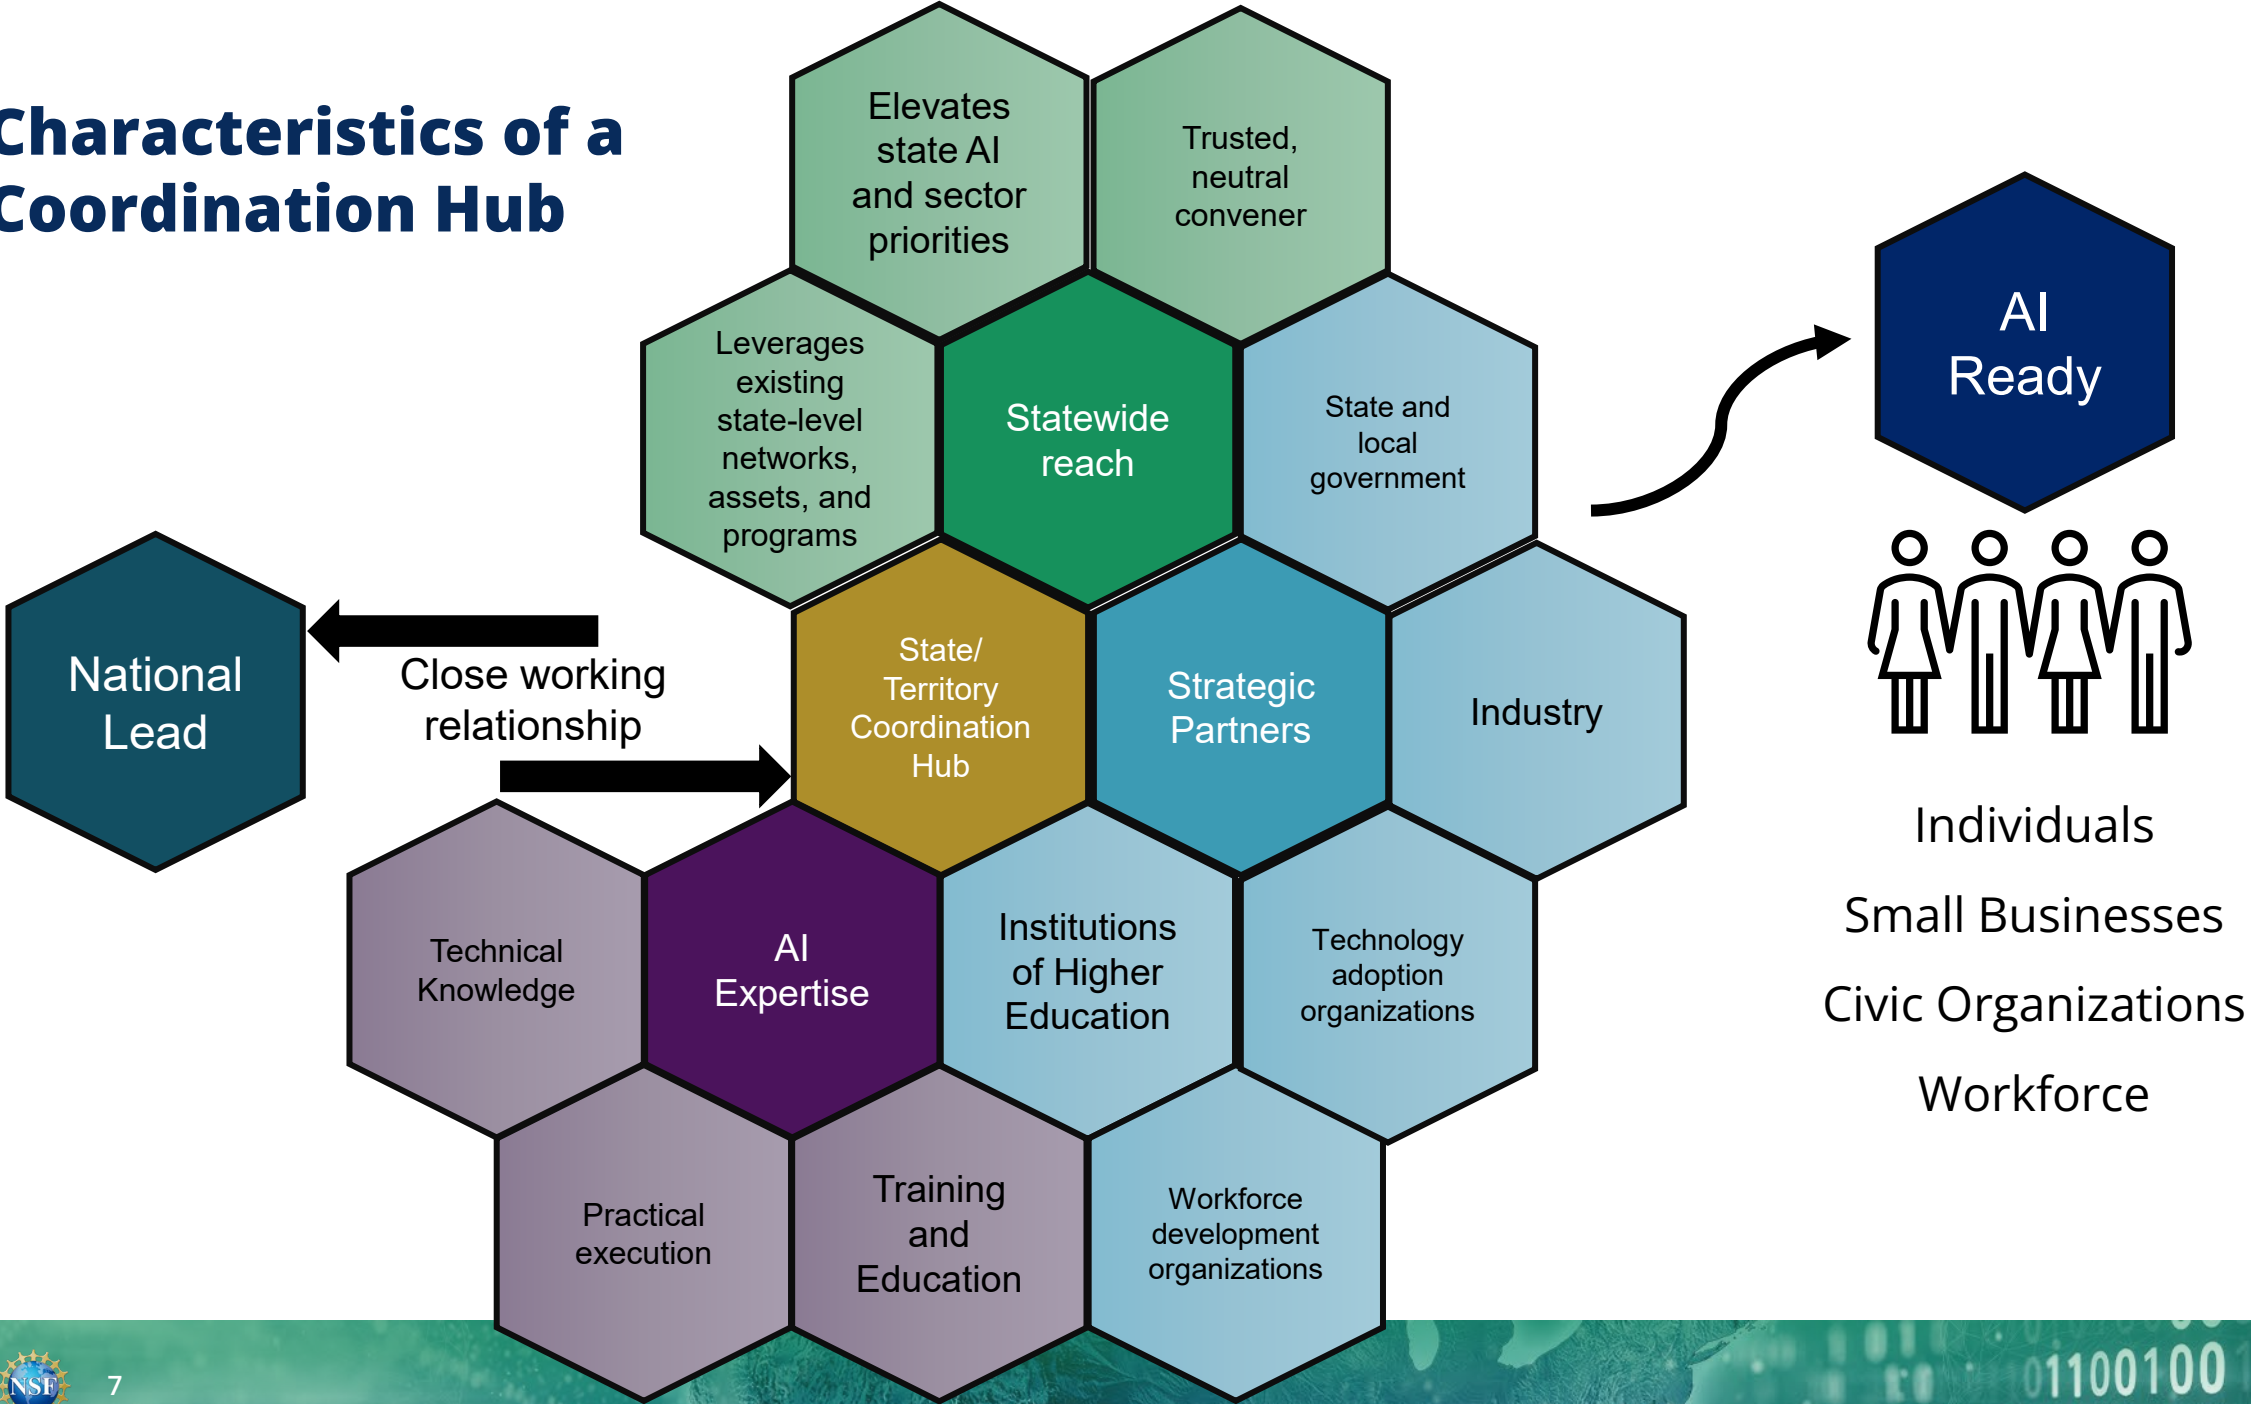 Characteristics of a
Coordination Hub
Elevates
state AI
and sector
priorities
Trusted,
neutral
convener
Leverages
existing
state-level
networks,
assets, and
programs
Statewide
reach
State and
local
government
AI
Ready
National
Lead
Close working
relationship
State/
Territory
Coordination
Hub
Strategic
Partners
Industry
Individuals
Small Businesses
Civic Organizations
Workforce
Technical
Knowledge
AI
Expertise
Institutions
of Higher
Education
Technology
adoption
organizations
Practical
execution
Training
and
Education
Workforce
development
organizations
NSF
7
01100100